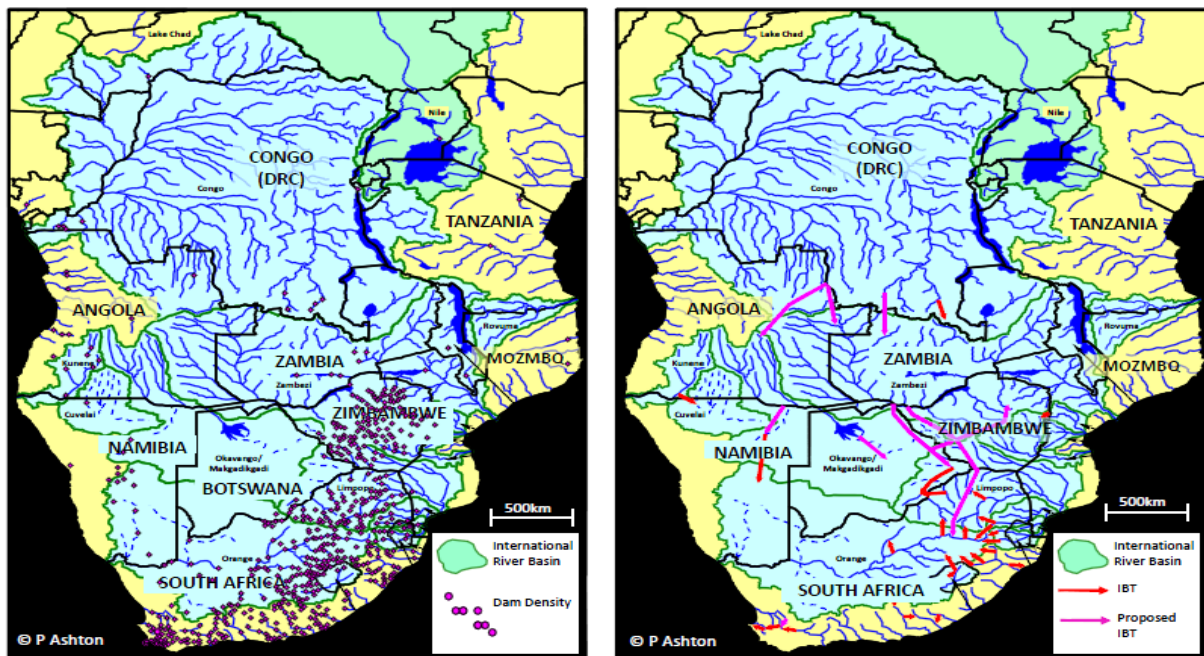 Lake Chad
Nile
CONGO
(DRC)
Congo
TANZANIA
ANGOLA
Rovuma
ZAMBIA
MOZMBQ
Kunene
Zambezi
Cuvelai
ZIMBAMBWE
NAMIBIA
Okavango/
Makgadikgadi
BOTSWANA
Limpopo
500km
Orange
International
River Basin
SOUTH AFRICA
Dam Density
© P Ashton
Lake Chad
Nile
CONGO
(DRC)
Congo
TANZANIA
ANGOLA
Rovuma
ZAMBIA
MOZMBQ
Kunene
Zambezi
Cuvelai
ZIMBAMBWE
NAMIBIA
Okavango/
Makgadikgadi
Limpopo
500km
Orange
International
River Basin
SOUTH AFRICA
IBT
Proposed
IBT
© P Ashton